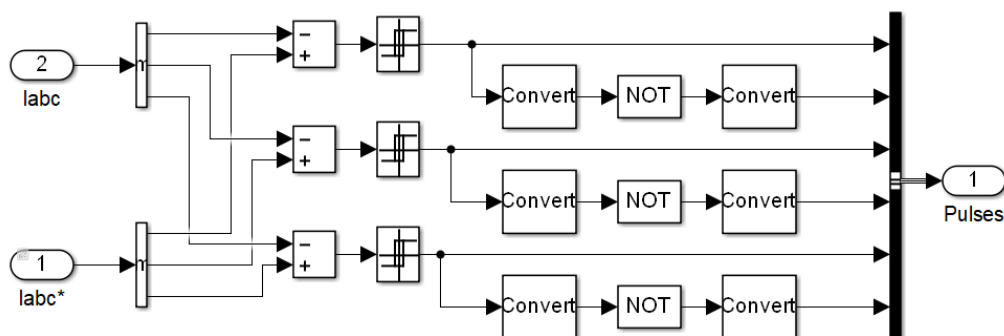 2
Iabc
m
−
+
Convert
NOT
Convert
−
+
Convert
NOT
Convert
1
Pulses
1
Iabc*
m
−
+
Convert
NOT
Convert